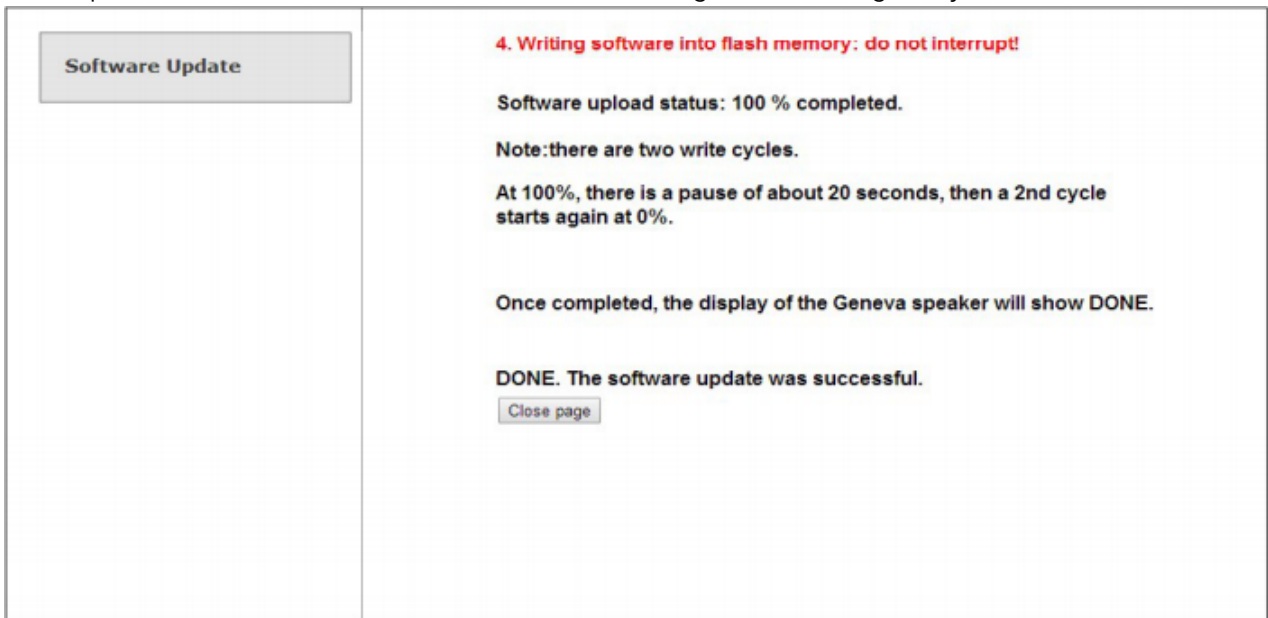 Software Update
4. Writing software into flash memory: do not interrupt!
Software upload status: 100 % completed.
Note:there are two write cycles.
At 100%, there is a pause of about 20 seconds, then a 2nd cycle
starts again at 0%.
Once completed, the display of the Geneva speaker will show DONE.
DONE. The software update was successful.
Close page